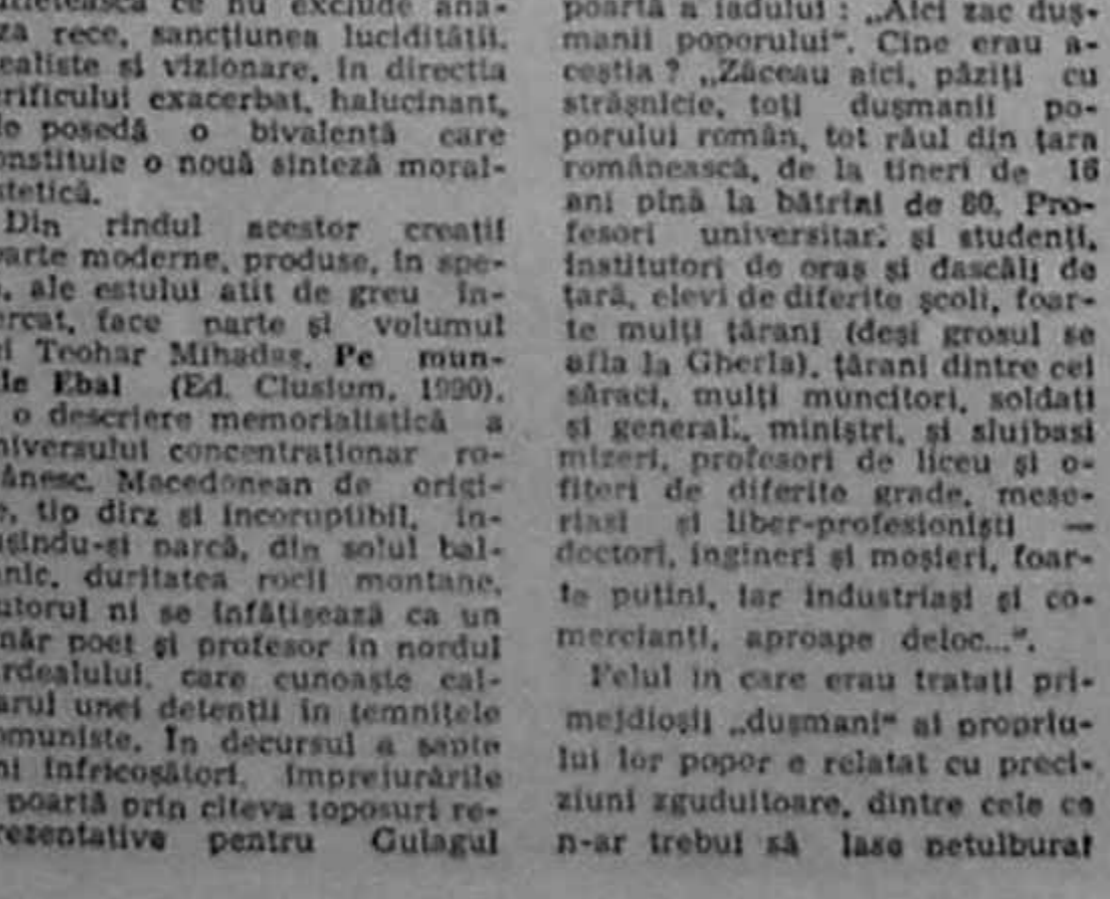 ce nu exclude ana-
za rece, sancțiunea lucidității,
ealiste și vizionare, în direcția
rificului exacerbat, halucinant,
le posedă o bivalență care
onstituie o nouă sinteză moral-
stetică.
Din rîndul acestor creații
arte moderne, produse, în spe-
, ale estului atît de greu în-
ercat, face parte și volumul
i Teohar Mihadaș, Pe mun-
le Ebal (Ed. Clusium, 1990),
o descriere memorialistică a
niversului concentraționar ro-
ânesc. Macedonean de origi-
e, tip dîrz și incoruptibil, în-
ușindu-și parcă, din solul bal-
anic, duritatea rocii montane,
utorul ni se înfățișează ca un
năr poet și profesor în nordul
rdealului, care cunoaște cal-
arul unei detenții în temnițele
omuniste. În decursul a șapte
ni înfricoșători, împrejurările
poartă prin cîteva toposuri re-
rezentative pentru Gulagul
poarta a iadului : „Aici zac duș-
manii poporului“. Cine erau a-
ceștia ? „Zăceau aici, păziți cu
strășnicie, toți dușmanii po-
porului român, tot răul din țara
românească, de la tineri de 16
ani pînă la bătrîni de 80. Pro-
fesori universitari și studenți,
institutori de oraș și dascăli de
țară, elevi de diferite școli, foar-
te mulți țărani (deși grosul se
afla la Gherla), țărani dintre cei
săraci, mulți muncitori, soldați
și generali, miniștri, și slujbași
mizeri, profesori de liceu și o-
fițeri de diferite grade, mese-
riași și liber-profesioniști —
doctori, ingineri și moșieri, foar-
te puțini, iar industriași și co-
mercianți, aproape deloc...“.
Felul în care erau tratați pri-
mejdioșii „dușmani“ ai propriu-
lui lor popor e relatat cu preci-
ziuni zguduitoare, dintre cele ce
n-ar trebui să lase netulburat